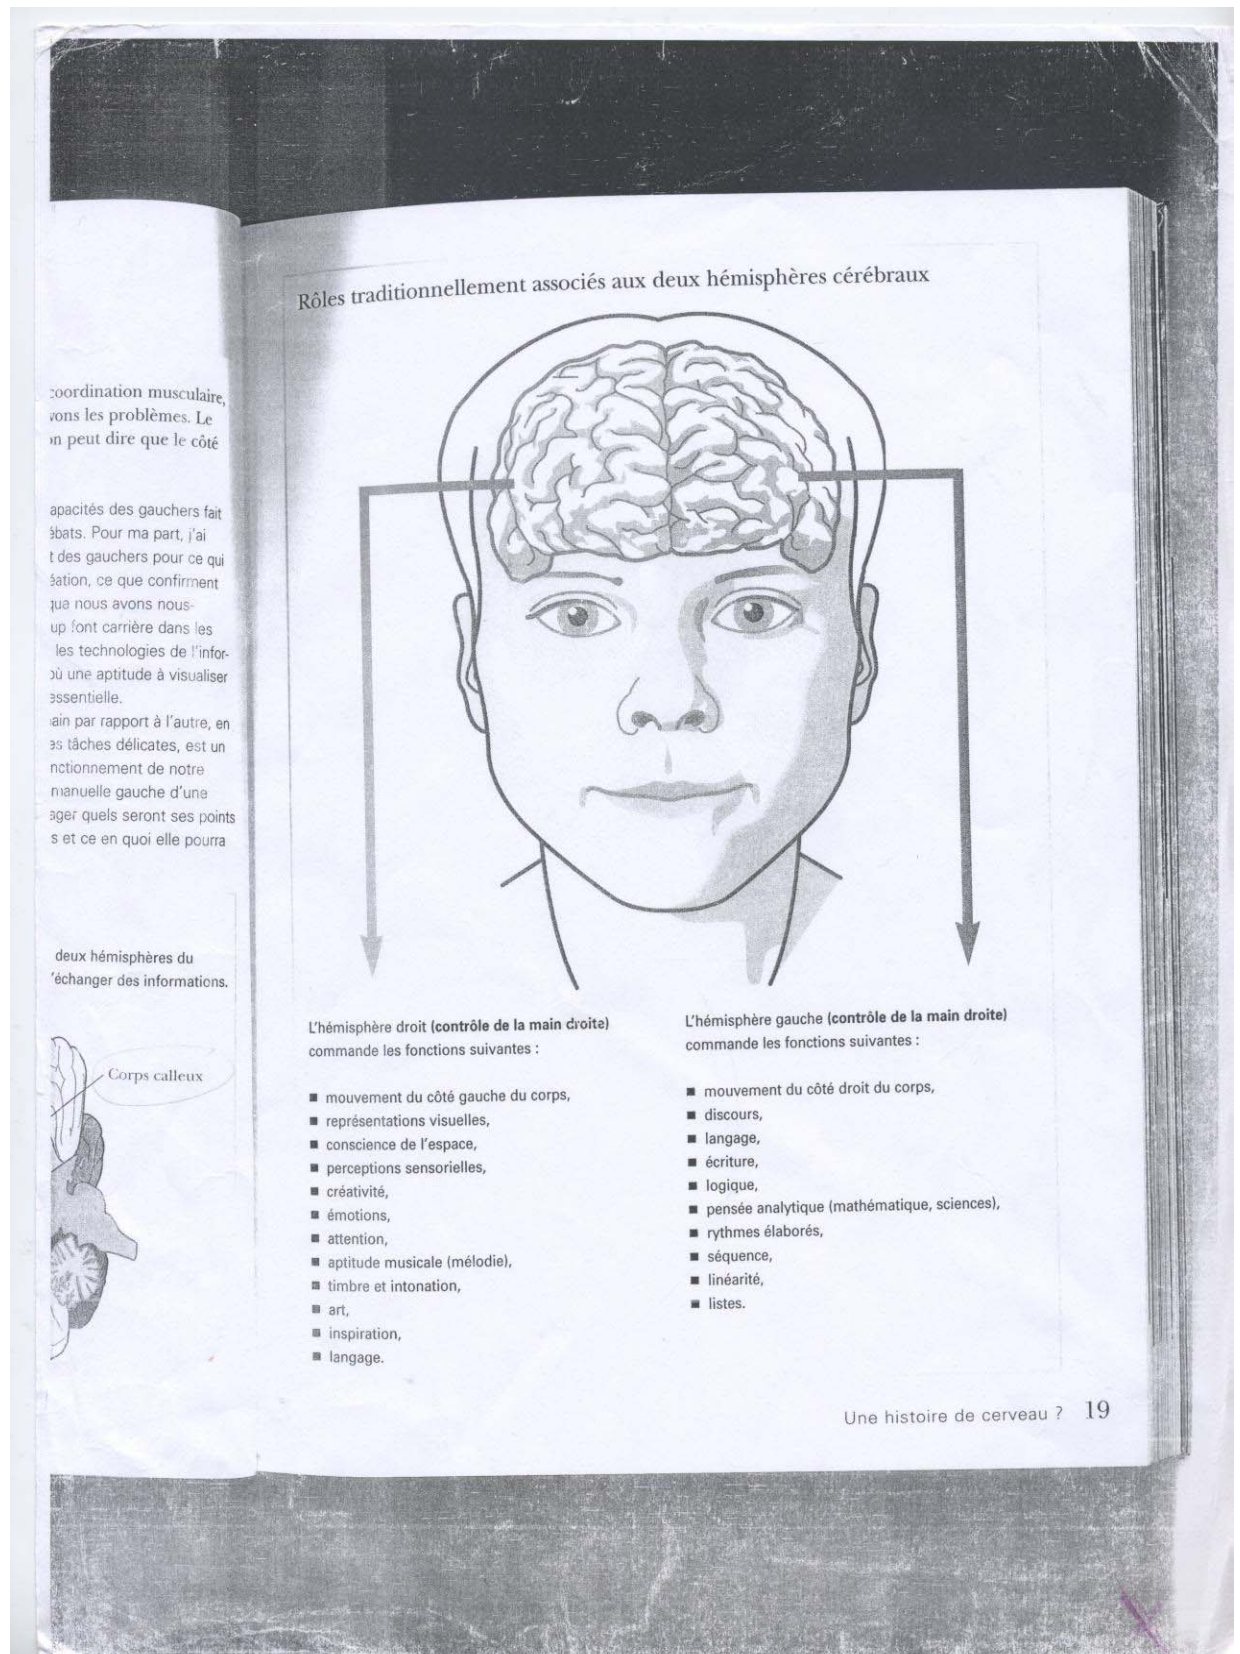 coordination musculaire,
vons les problèmes. Le
on peut dire que le côté
apacités des gauchers fait
ébats. Pour ma part, j'ai
t des gauchers pour ce qui
éation, ce que confirment
que nous avons nous-
up font carrière dans les
les technologies de l'infor-
où une aptitude à visualiser
essentielle.
ain par rapport à l'autre, en
es tâches délicates, est un
nctionnement de notre
manuelle gauche d'une
ager quels seront ses points
s et ce en quoi elle pourra
deux hémisphères du
'échanger des informations.
Corps calleux
Rôles traditionnellement associés aux deux hémisphères cérébraux
L'hémisphère droit (contrôle de la main droite)
commande les fonctions suivantes :
■ mouvement du côté gauche du corps,
■ représentations visuelles,
■ conscience de l'espace,
■ perceptions sensorielles,
■ créativité,
■ émotions,
■ attention,
■ aptitude musicale (mélodie),
■ timbre et intonation,
■ art,
■ inspiration,
■ langage.
L'hémisphère gauche (contrôle de la main droite)
commande les fonctions suivantes :
■ mouvement du côté droit du corps,
■ discours,
■ langage,
■ écriture,
■ logique,
■ pensée analytique (mathématique, sciences),
■ rythmes élaborés,
■ séquence,
■ linéarité,
■ listes.
Une histoire de cerveau ? 19